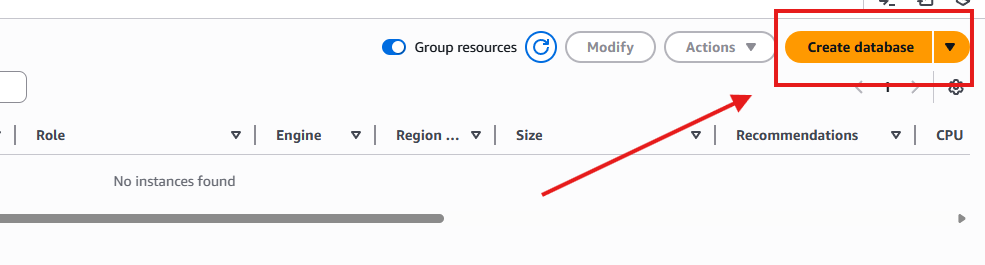 Group resources Modify Actions Create database
1
Role Engine Region ... Size Recommendations CPU
No instances found